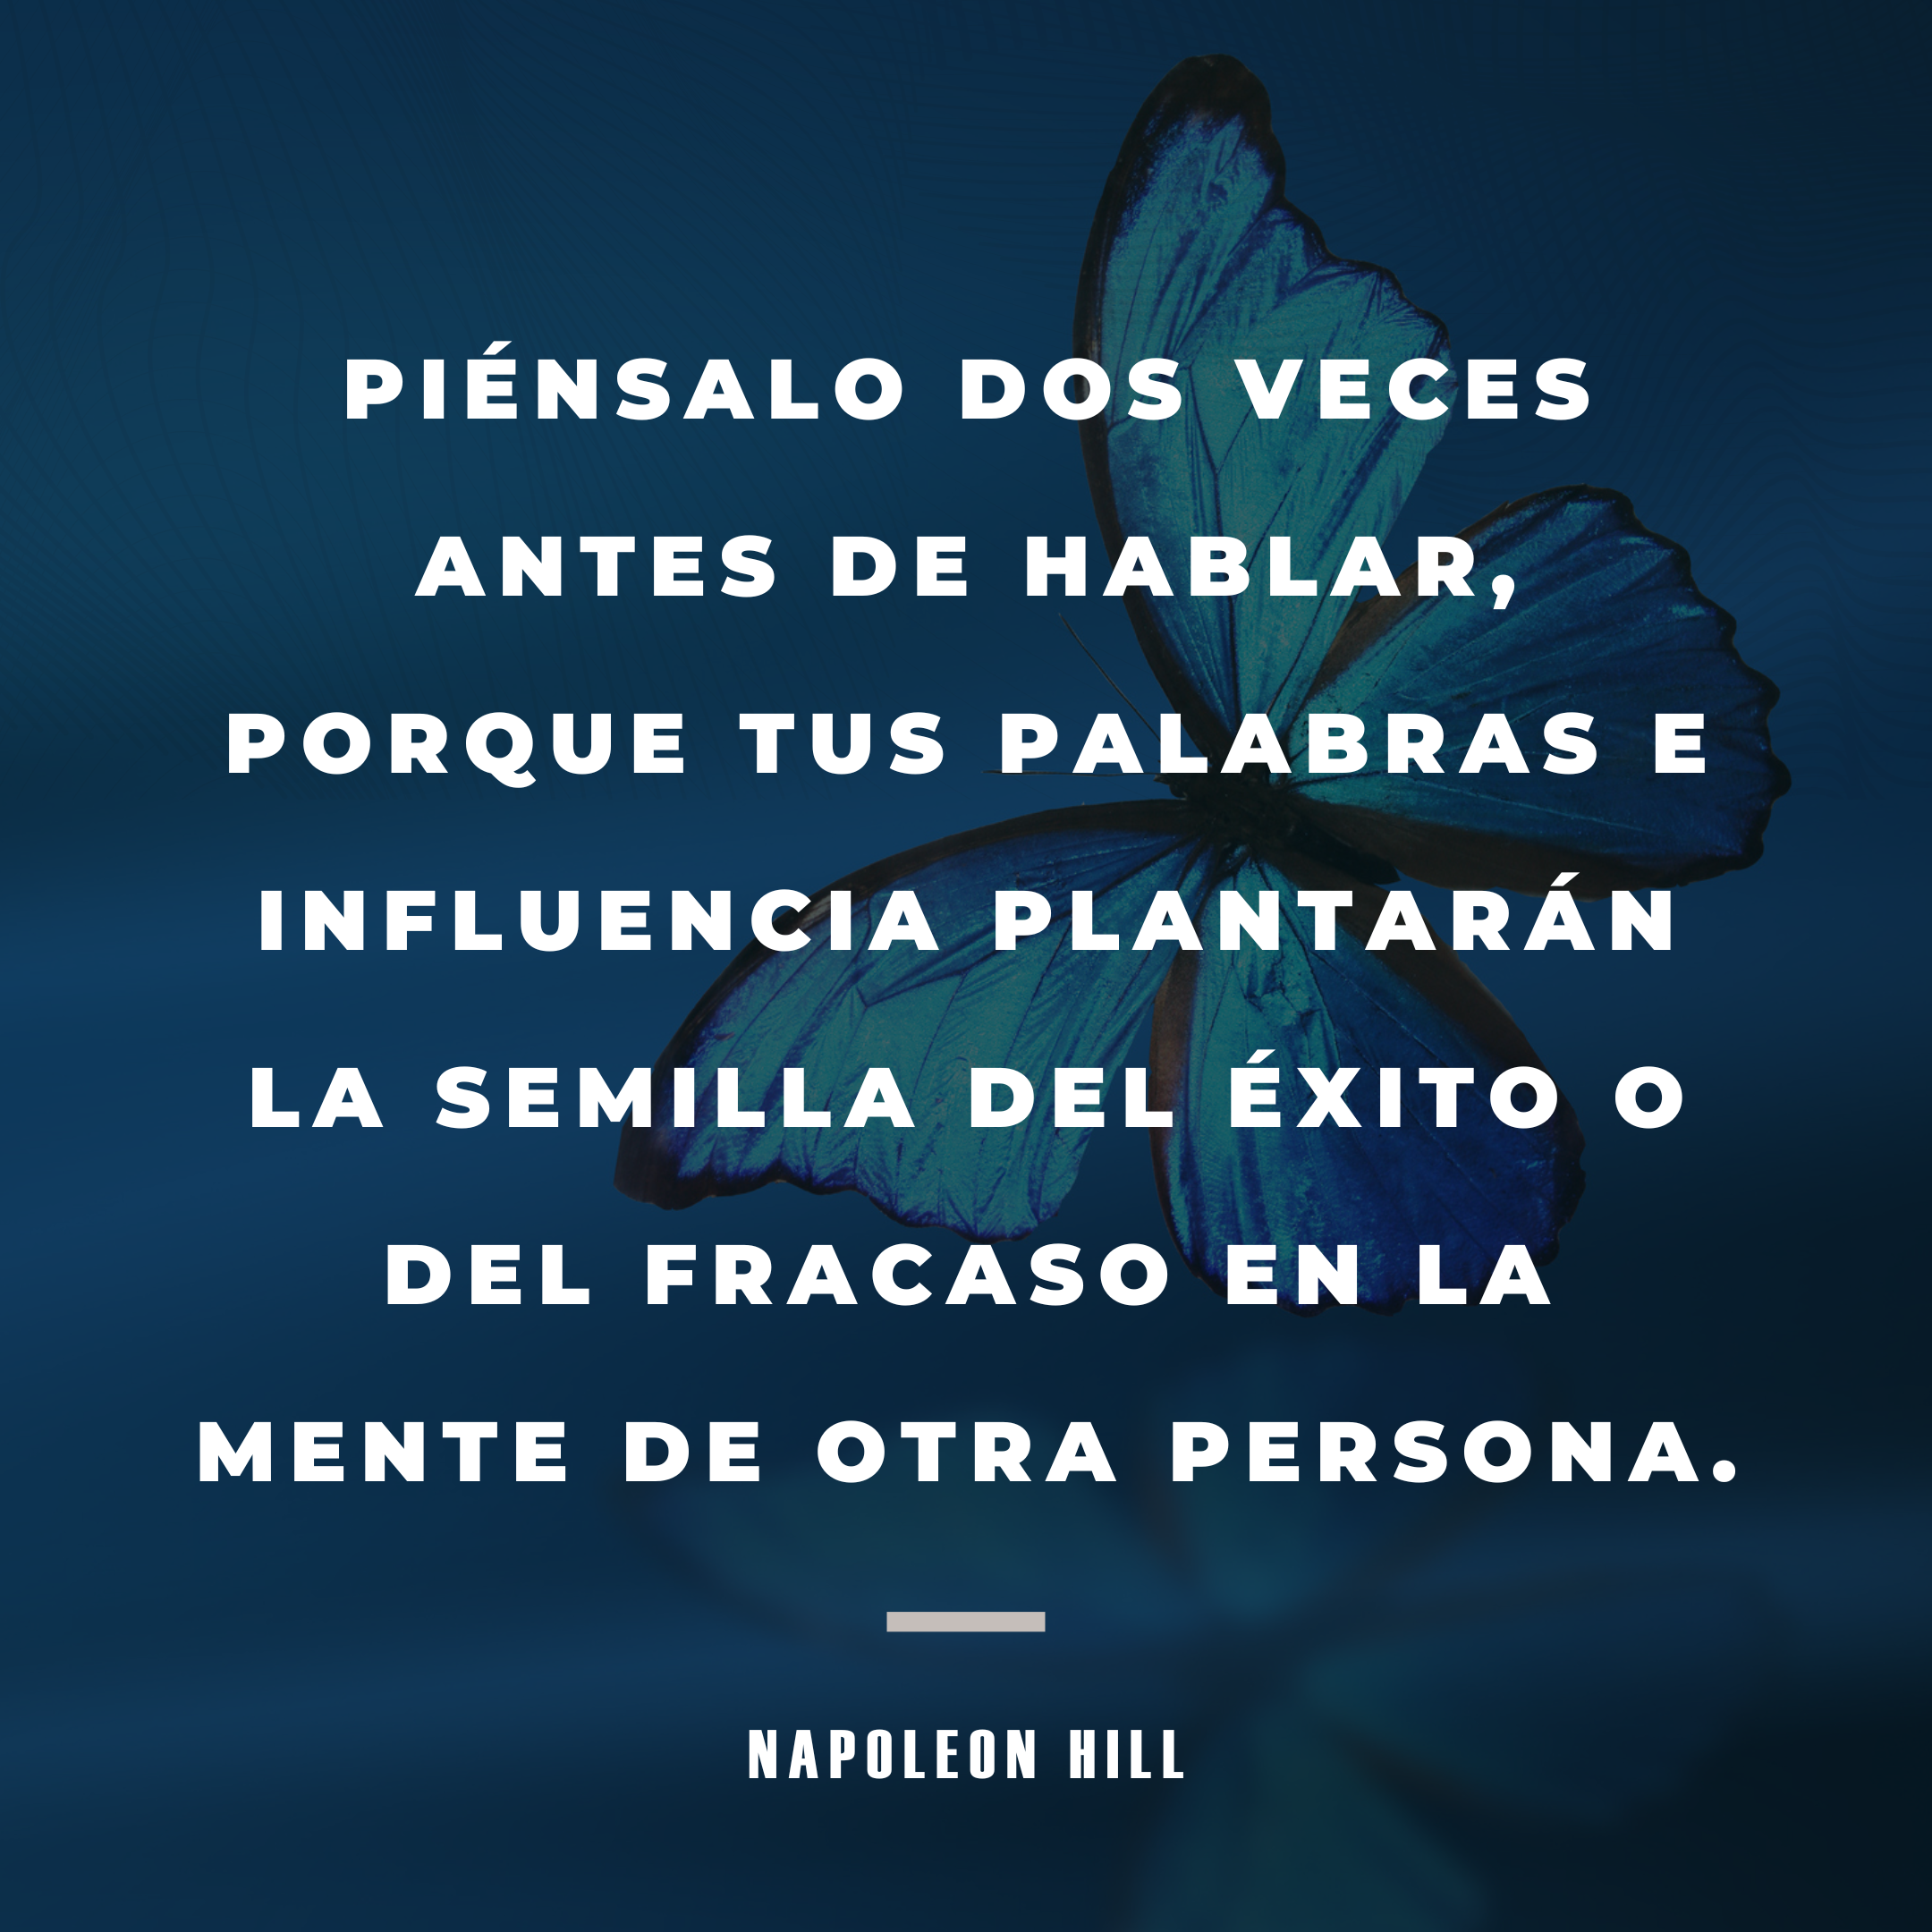 PIÉNSALO DOS VECES
ANTES DE HABLAR,
PORQUE TUS PALABRAS E
INFLUENCIA PLANTARÁN
LA SEMILLA DEL ÉXITO O
DEL FRACASO EN LA
MENTE DE OTRA PERSONA.
NAPOLEON HILL